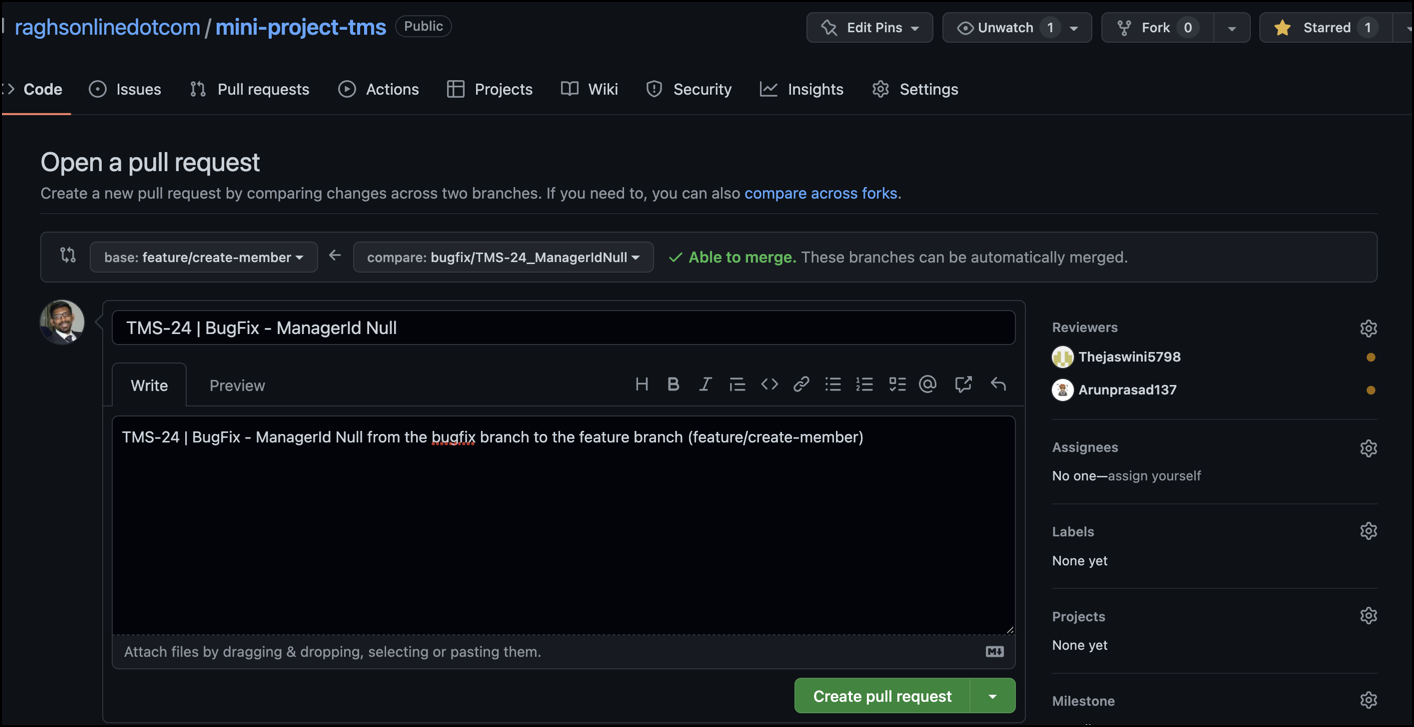 raghsonlinedotcom / mini-project-tms Public Edit Pins Unwatch 1 Fork 0 Starred 1
Code Issues Pull requests Actions Projects Wiki Security Insights Settings
Open a pull request
Create a new pull request by comparing changes across two branches. If you need to, you can also compare across forks.
base: feature/create-member ← compare: bugfix/TMS-24_ManagerIdNull ✓ Able to merge. These branches can be automatically merged.
TMS-24 | BugFix - ManagerId Null
Write Preview
TMS-24 | BugFix - ManagerId Null from the bugfix branch to the feature branch (feature/create-member)
Attach files by dragging & dropping, selecting or pasting them.
Create pull request
Reviewers
Thejaswini5798
Arunprasad137
Assignees
No one—assign yourself
Labels
None yet
Projects
None yet
Milestone